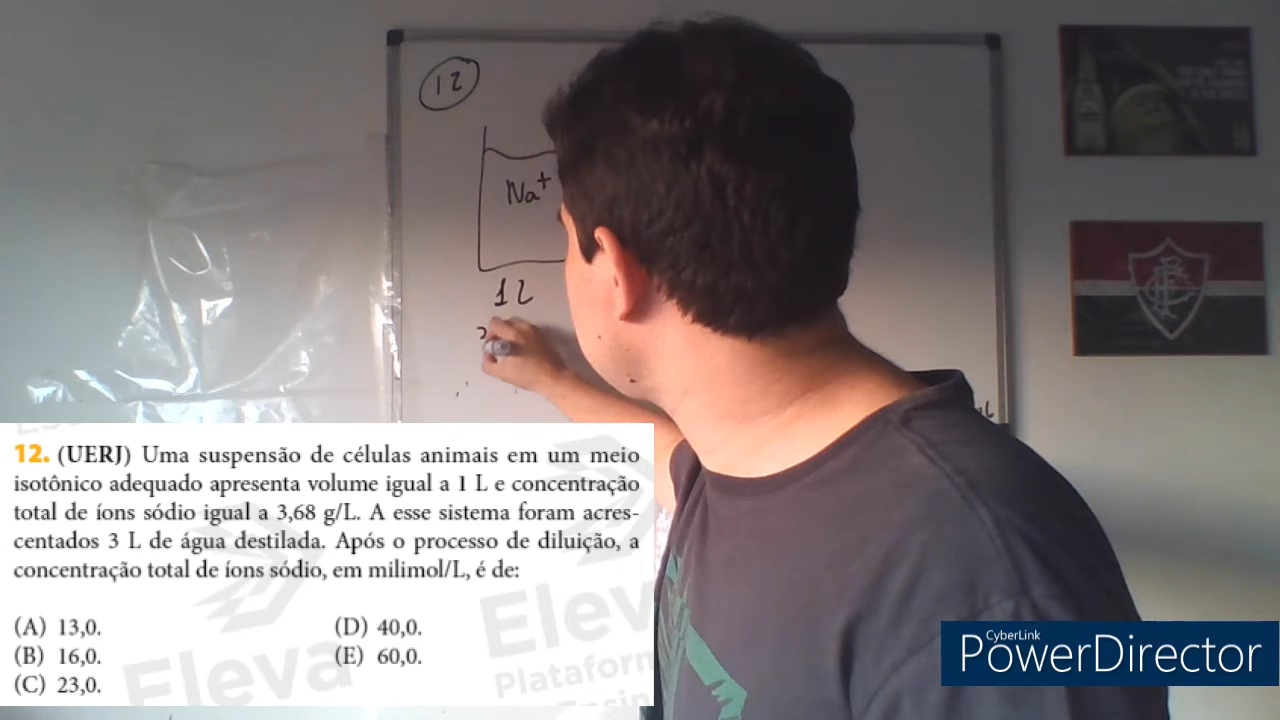 12
Na+
1L
12. (UERJ) Uma suspensão de células animais em um meio
isotônico adequado apresenta volume igual a 1 L e concentração
total de íons sódio igual a 3,68 g/L. A esse sistema foram acres-
centados 3 L de água destilada. Após o processo de diluição, a
concentração total de íons sódio, em milimol/L, é de:
(A) 13,0.
(B) 16,0.
(C) 23,0.
(D) 40,0.
(E) 60,0.
Eleva
Eleva
Plataform
CyberLink
PowerDirector